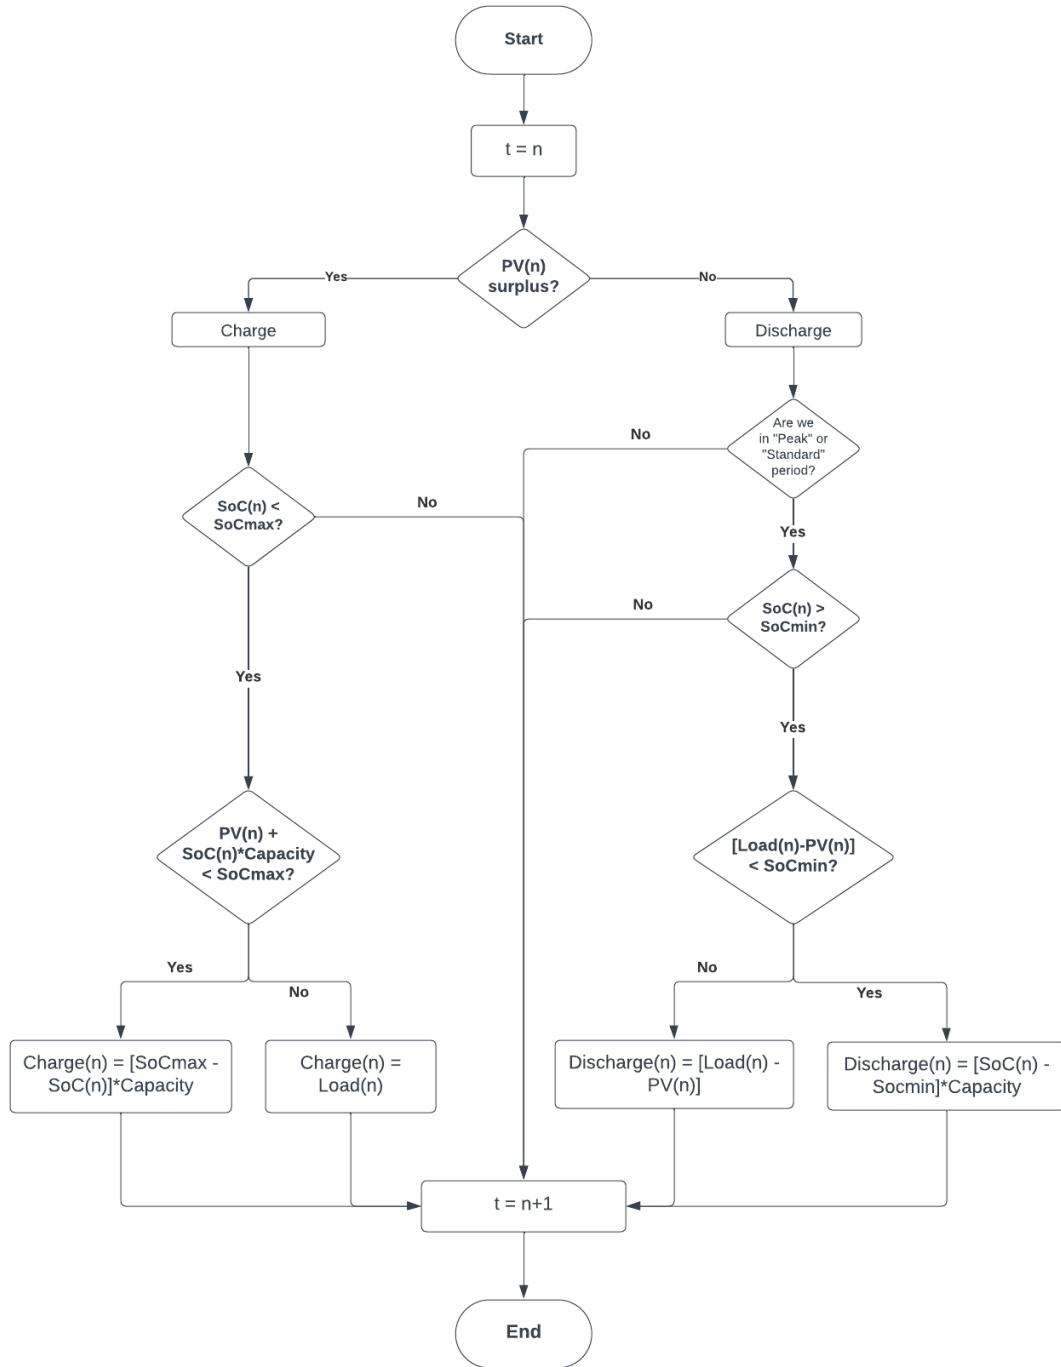 Start
t = n
PV(n)
surplus?
Yes
No
Charge
Discharge
Are we
in "Peak" or
"Standard"
period?
No
SoC(n) <
SoCmax?
No
Yes
SoC(n) >
SoCmin?
No
Yes
Yes
PV(n) +
SoC(n)*Capacity
< SoCmax?
[Load(n)-PV(n)]
< SoCmin?
Yes
No
No
Yes
Charge(n) = [SoCmax -
SoC(n)]*Capacity
Charge(n) =
Load(n)
Discharge(n) = [Load(n) -
PV(n)]
Discharge(n) = [SoC(n) -
Socmin]*Capacity
t = n+1
End